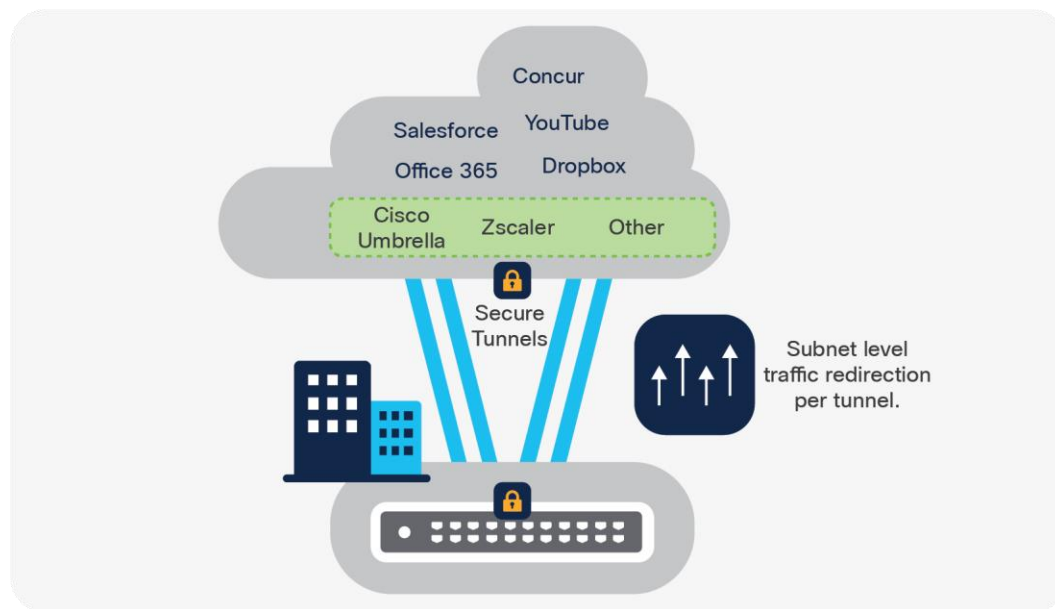 Concur
Salesforce
YouTube
Office 365
Dropbox
Cisco
Umbrella
Zscaler
Other
Secure
Tunnels
Subnet level
traffic redirection
per tunnel.